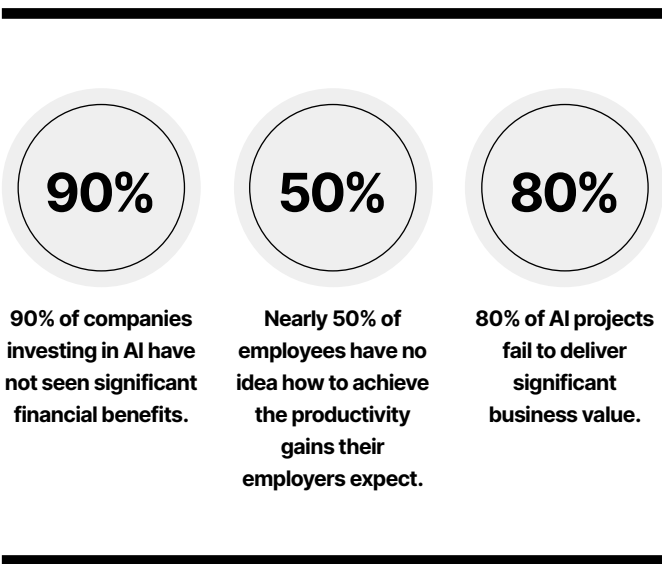 90%
90% of companies
investing in AI have
not seen significant
financial benefits.
50%
Nearly 50% of
employees have no
idea how to achieve
the productivity
gains their
employers expect.
80%
80% of AI projects
fail to deliver
significant
business value.